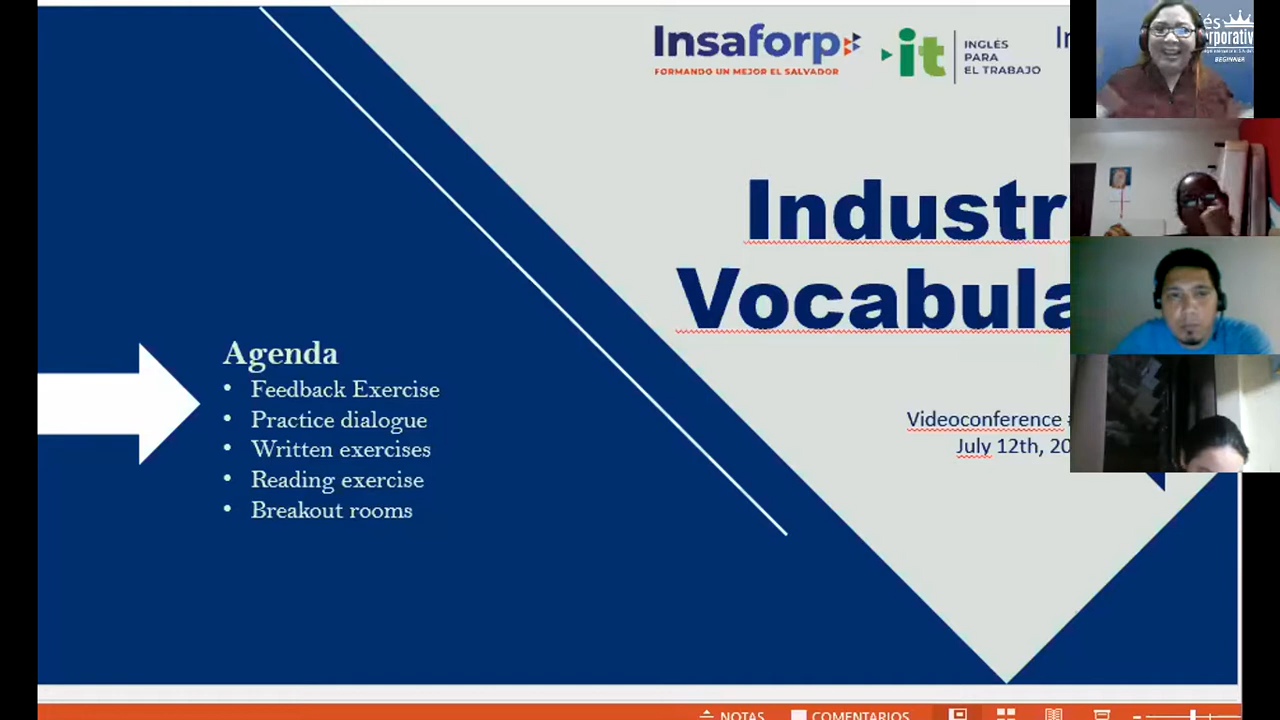 Insaforp
FORMANDO UN MEJOR EL SALVADOR
it
INGLÉS
PARA
EL TRABAJO
BEGINNER
Vocabula
Agenda
• Feedback Exercise
• Practice dialogue
• Written exercises
• Reading exercise
• Breakout rooms
Industr
Videoconference
July 12th, 20
NOTAS
COMENTARIOS